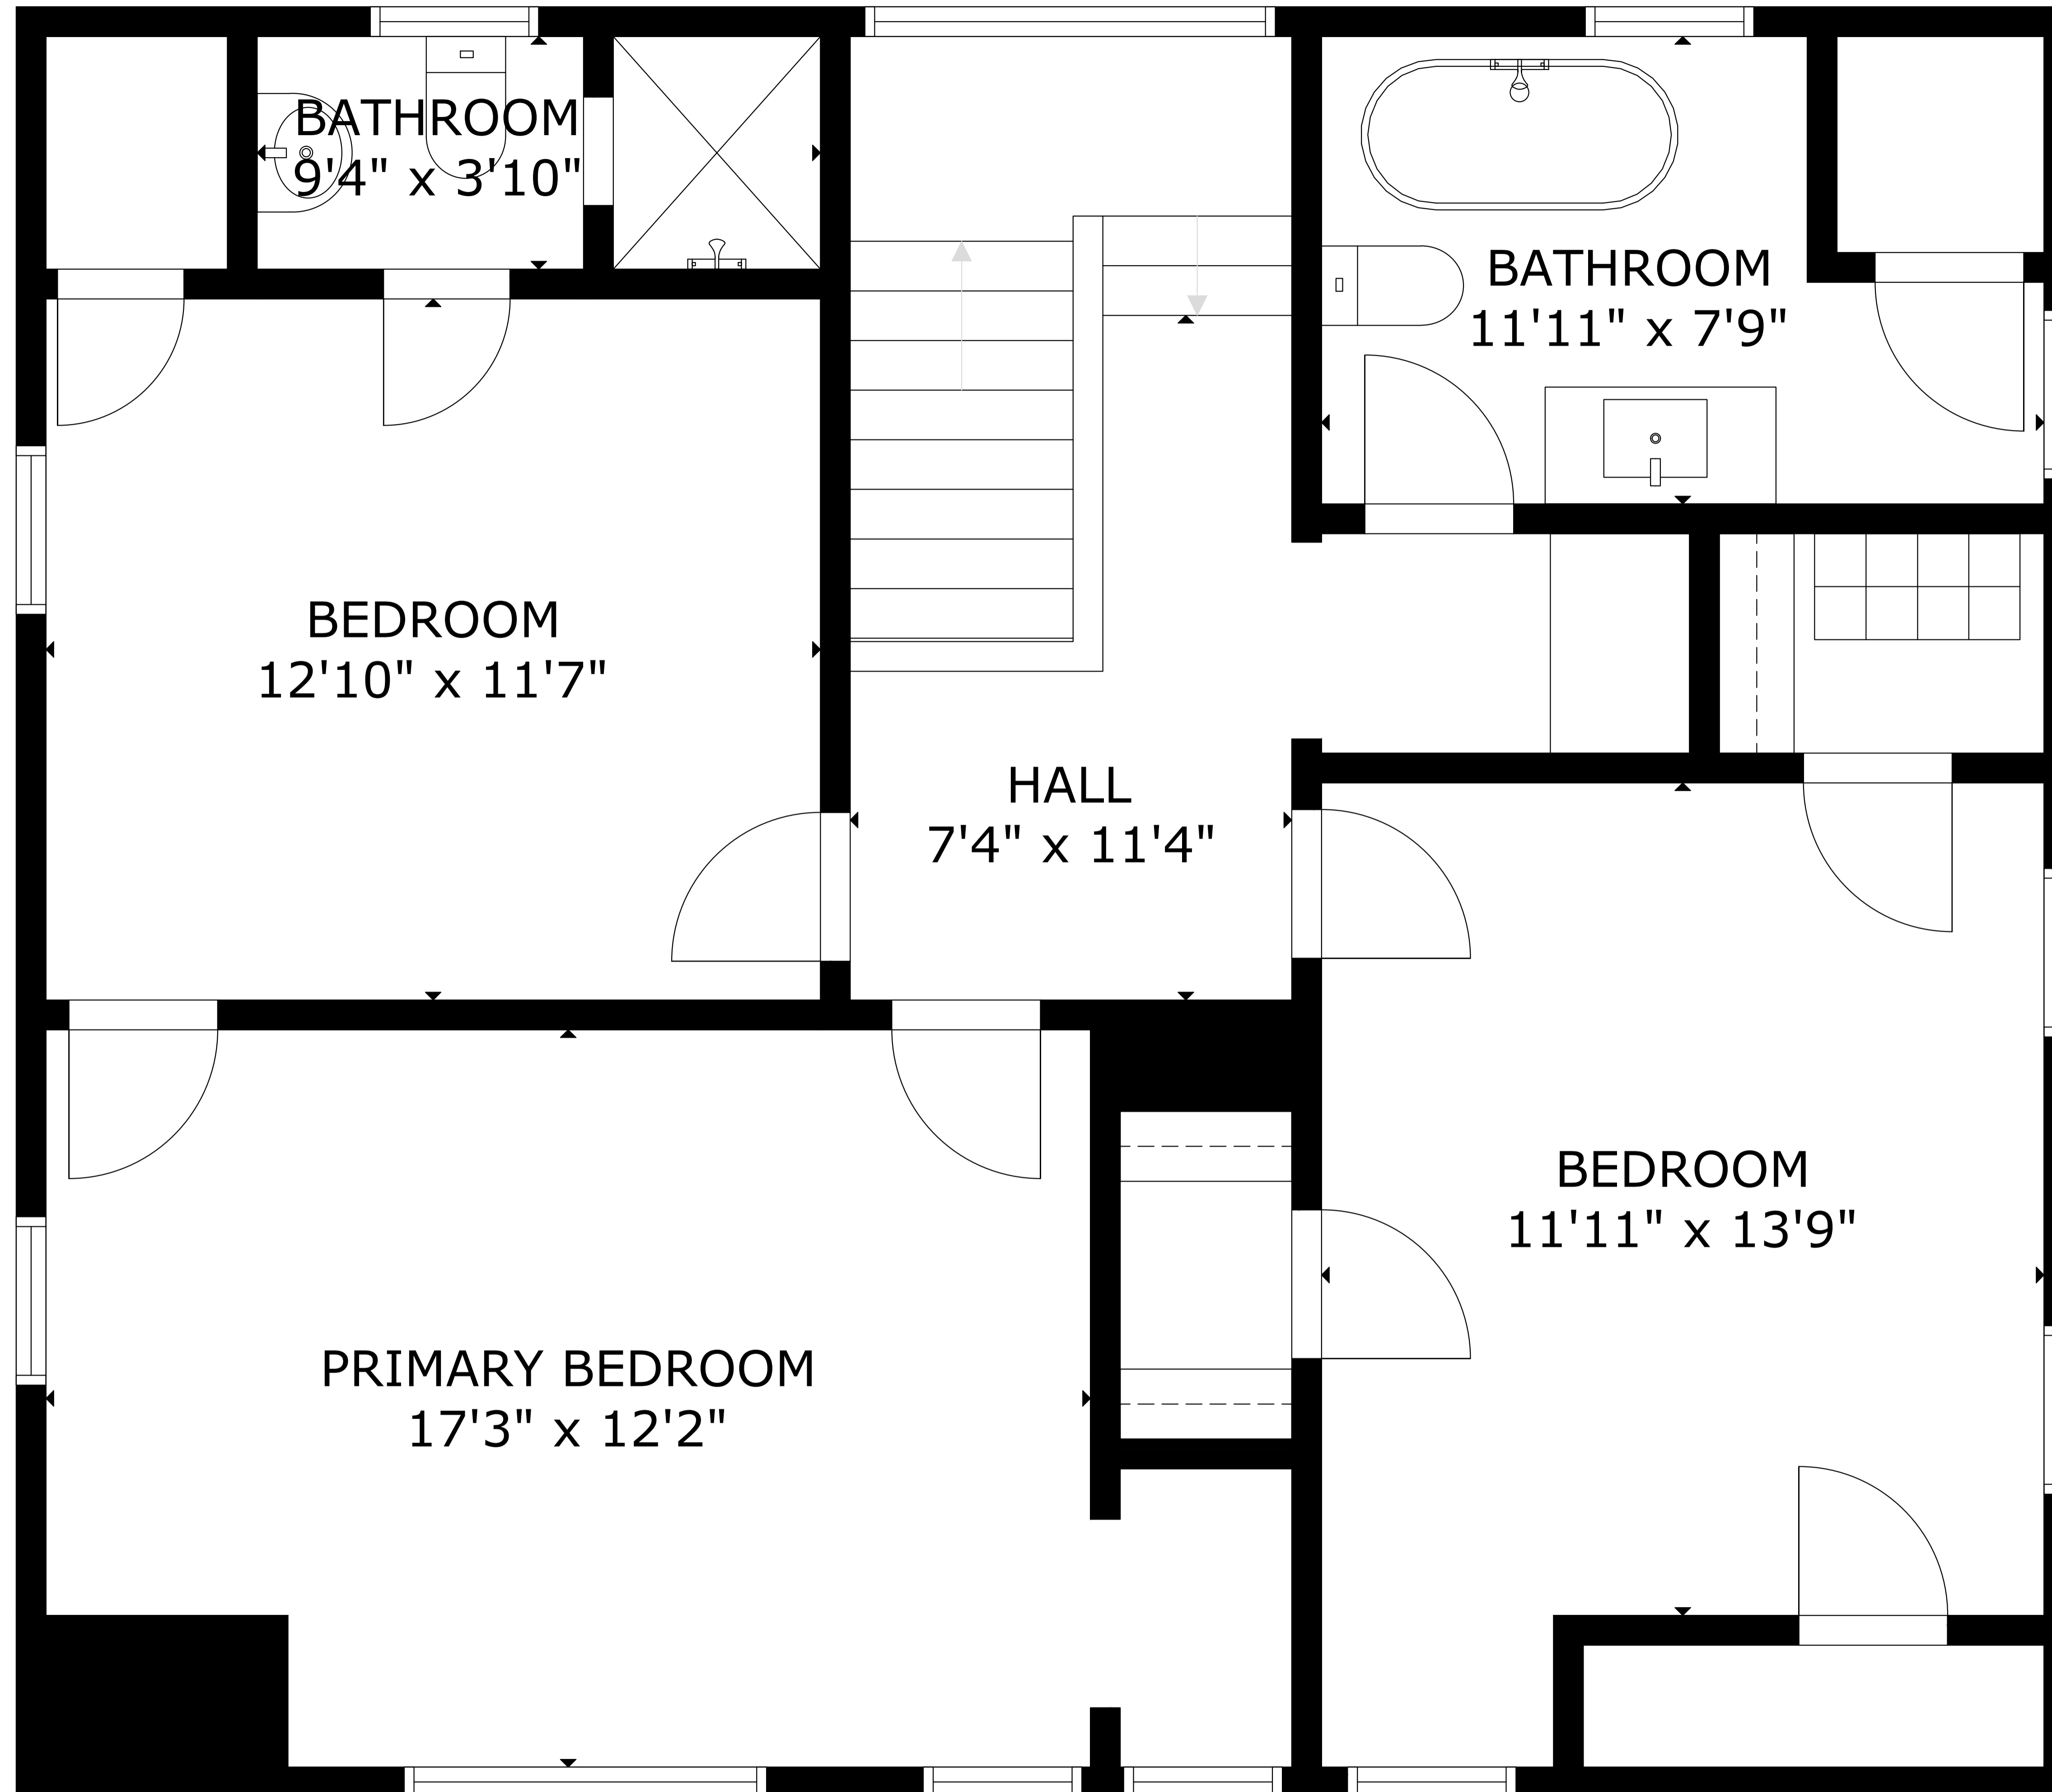 BATHROOM
9'4" x 3'10"
BATHROOM
11'11" x 7'9"
BEDROOM
12'10" x 11'7"
HALL
7'4" x 11'4"
BEDROOM
11'11" x 13'9"
PRIMARY BEDROOM
17'3" x 12'2"